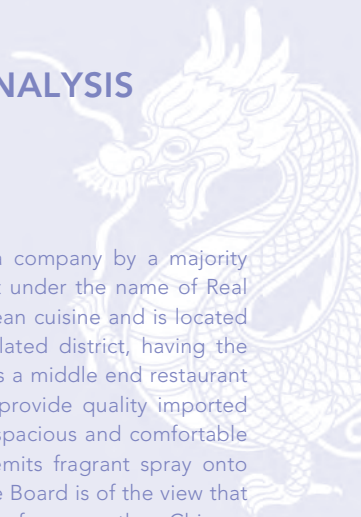 NALYSIS
company by a majority
under the name of Real
ean cuisine and is located
lated district, having the
s a middle end restaurant
provide quality imported
spacious and comfortable
emits fragrant spray onto
e Board is of the view that